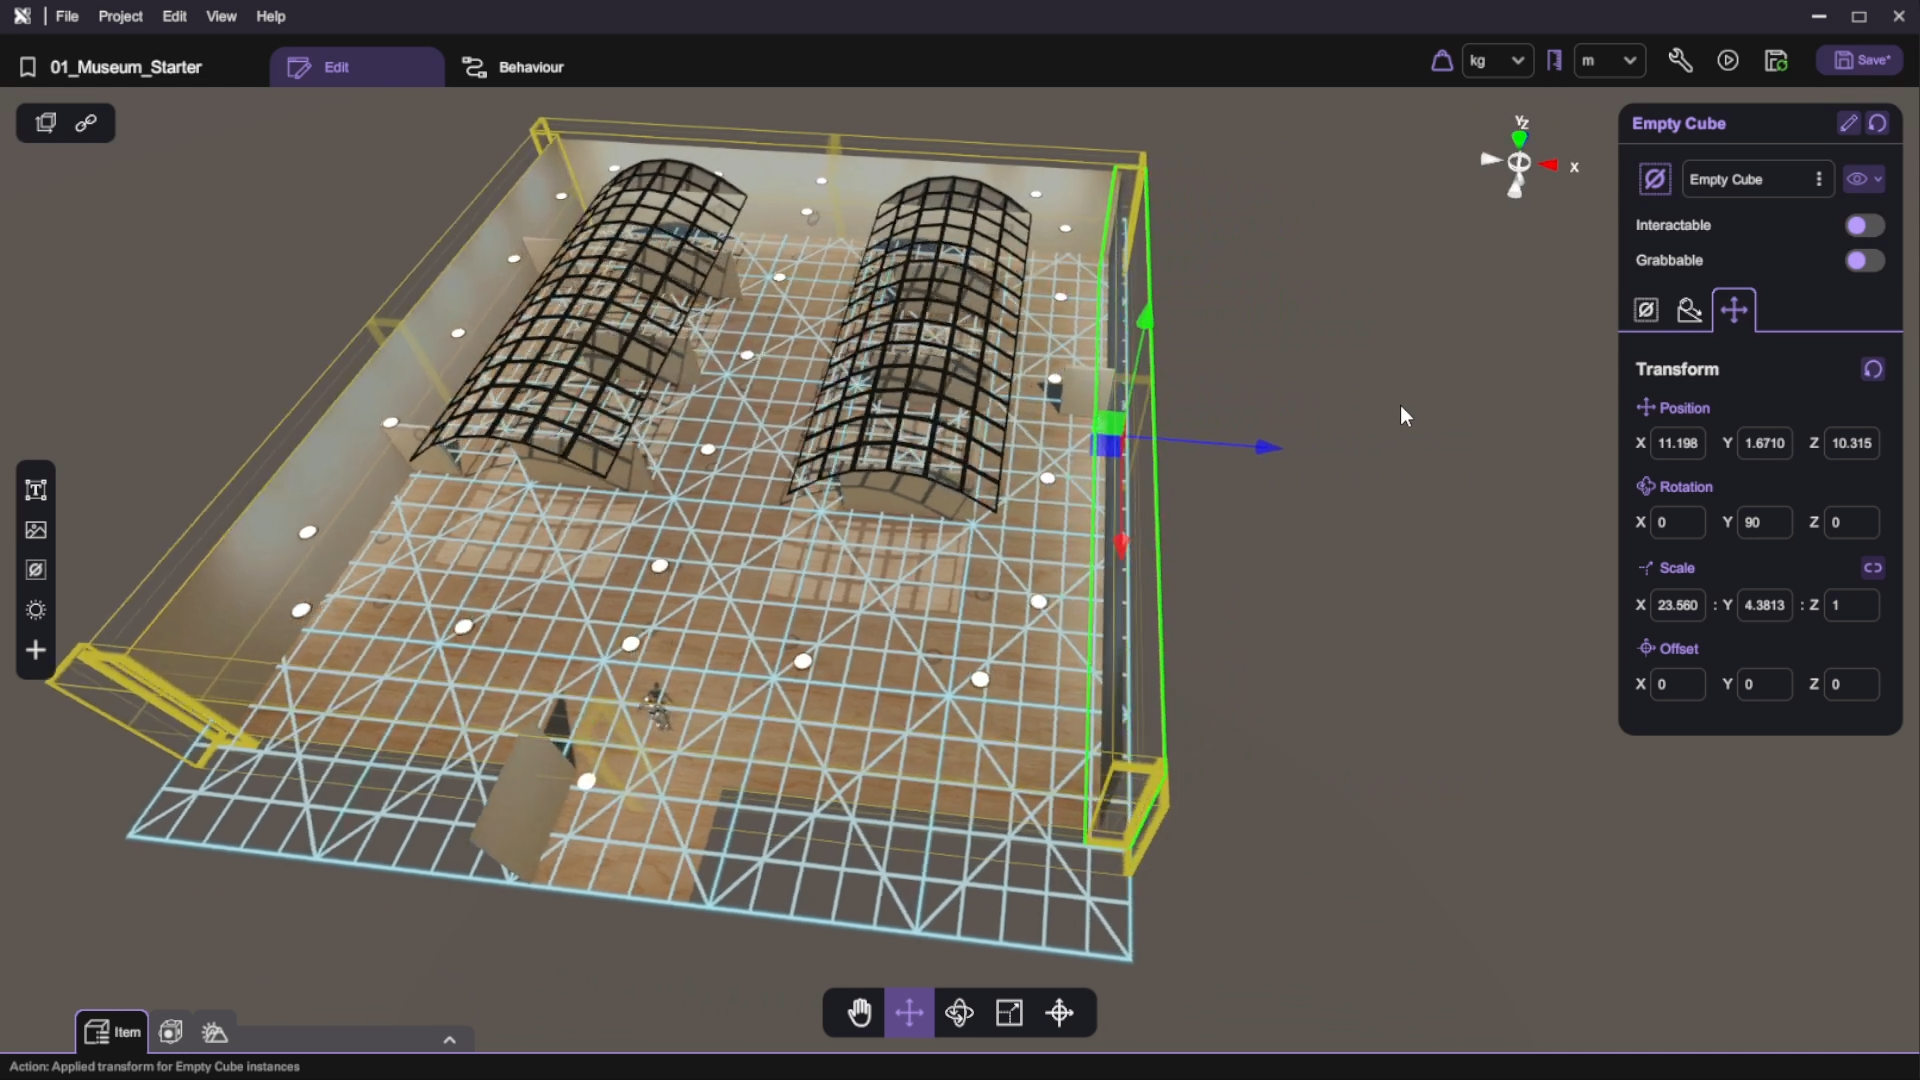 File Project Edit View Help
01_Museum_Starter Edit Behaviour kg m Save*
Y Z
X
Empty Cube
Empty Cube
Interactable
Grabbable
Transform
Position
X 11.198 Y 1.6710 Z 10.315
Rotation
X 0 Y 90 Z 0
Scale
X 23.560 : Y 4.3813 : Z 1
Offset
X 0 Y 0 Z 0
Item
Action: Applied transform for Empty Cube instances